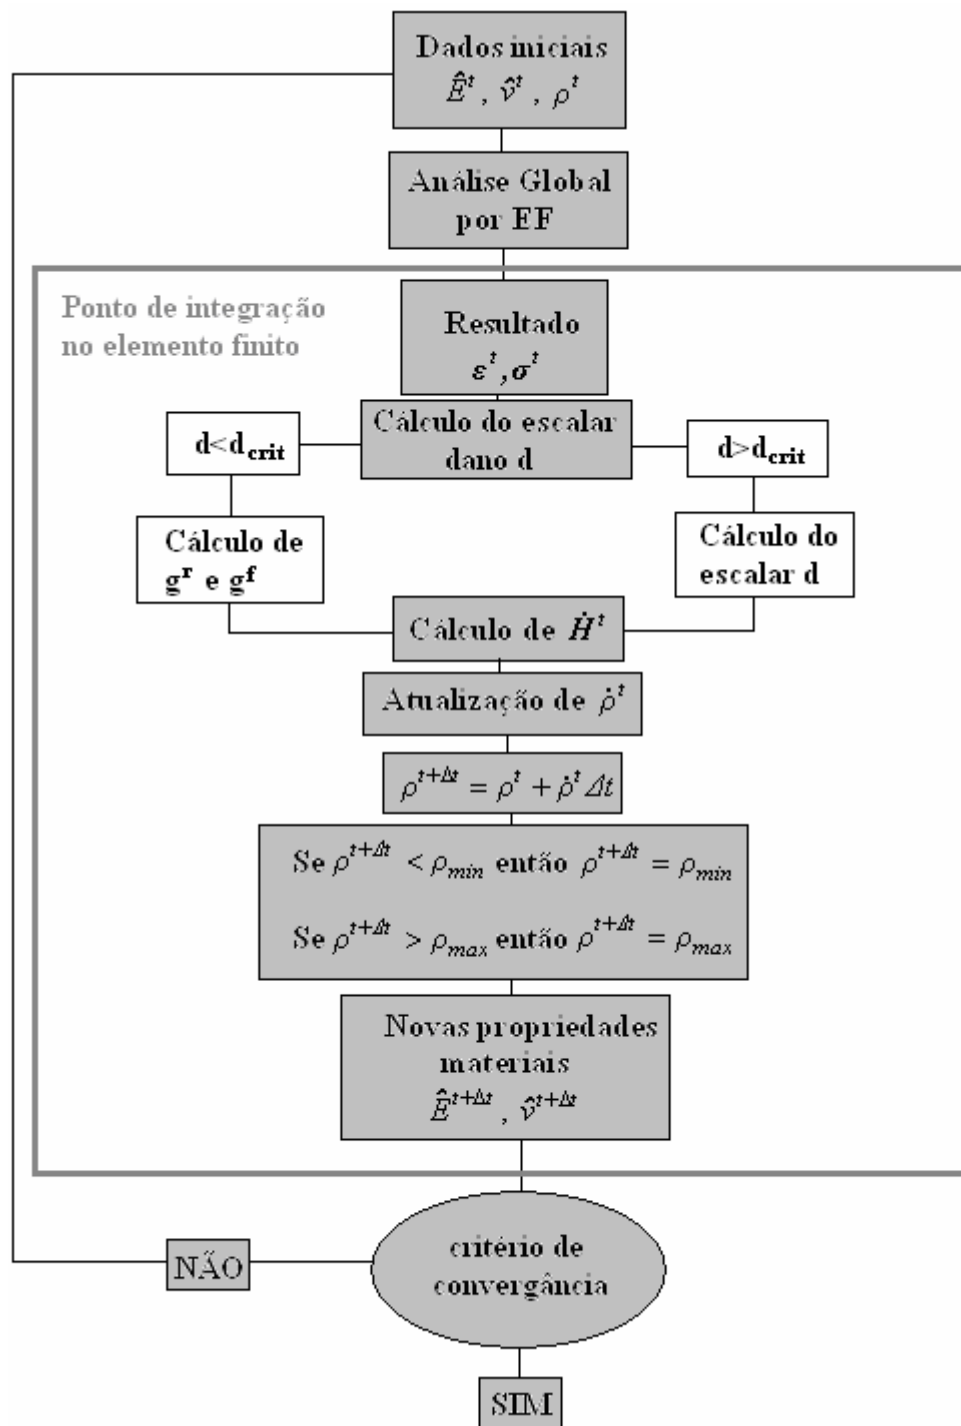 Dados iniciais
Ê^t , v̂^t , ρ^t
Análise Global
por EF
Ponto de integração
no elemento finito
Resultado
ε^t, σ^t
Cálculo do escalar
dano d
d<d_crit
d>d_crit
Cálculo de
g^r e g^f
Cálculo do
escalar d
Cálculo de Ḣ^t
Atualização de ρ̇^t
ρ^{t+Δt} = ρ^t + ρ̇^t Δt
Se ρ^{t+Δt} < ρ_min então ρ^{t+Δt} = ρ_min
Se ρ^{t+Δt} > ρ_max então ρ^{t+Δt} = ρ_max
Novas propriedades
materiais
Ê^{t+Δt} , v̂^{t+Δt}
critério de
convergância
NÃO
SIM